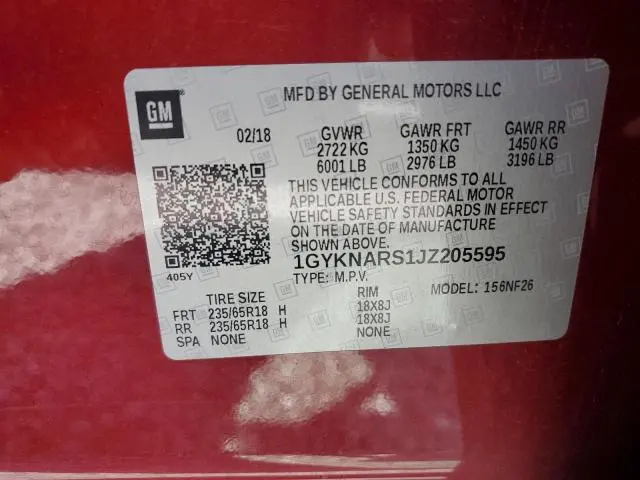 GM
MFD BY GENERAL MOTORS LLC
02/18 GVWR GAWR FRT GAWR RR
2722 KG 1350 KG 1450 KG
6001 LB 2976 LB 3196 LB
THIS VEHICLE CONFORMS TO ALL
APPLICABLE U.S. FEDERAL MOTOR
VEHICLE SAFETY STANDARDS IN EFFECT
ON THE DATE OF MANUFACTURE
SHOWN ABOVE.
1GYKNARS1JZ205595
405Y TYPE: M.P.V. MODEL: 156NF26
TIRE SIZE RIM
FRT 235/65R18 H 18X8J
RR 235/65R18 H 18X8J
SPA NONE NONE